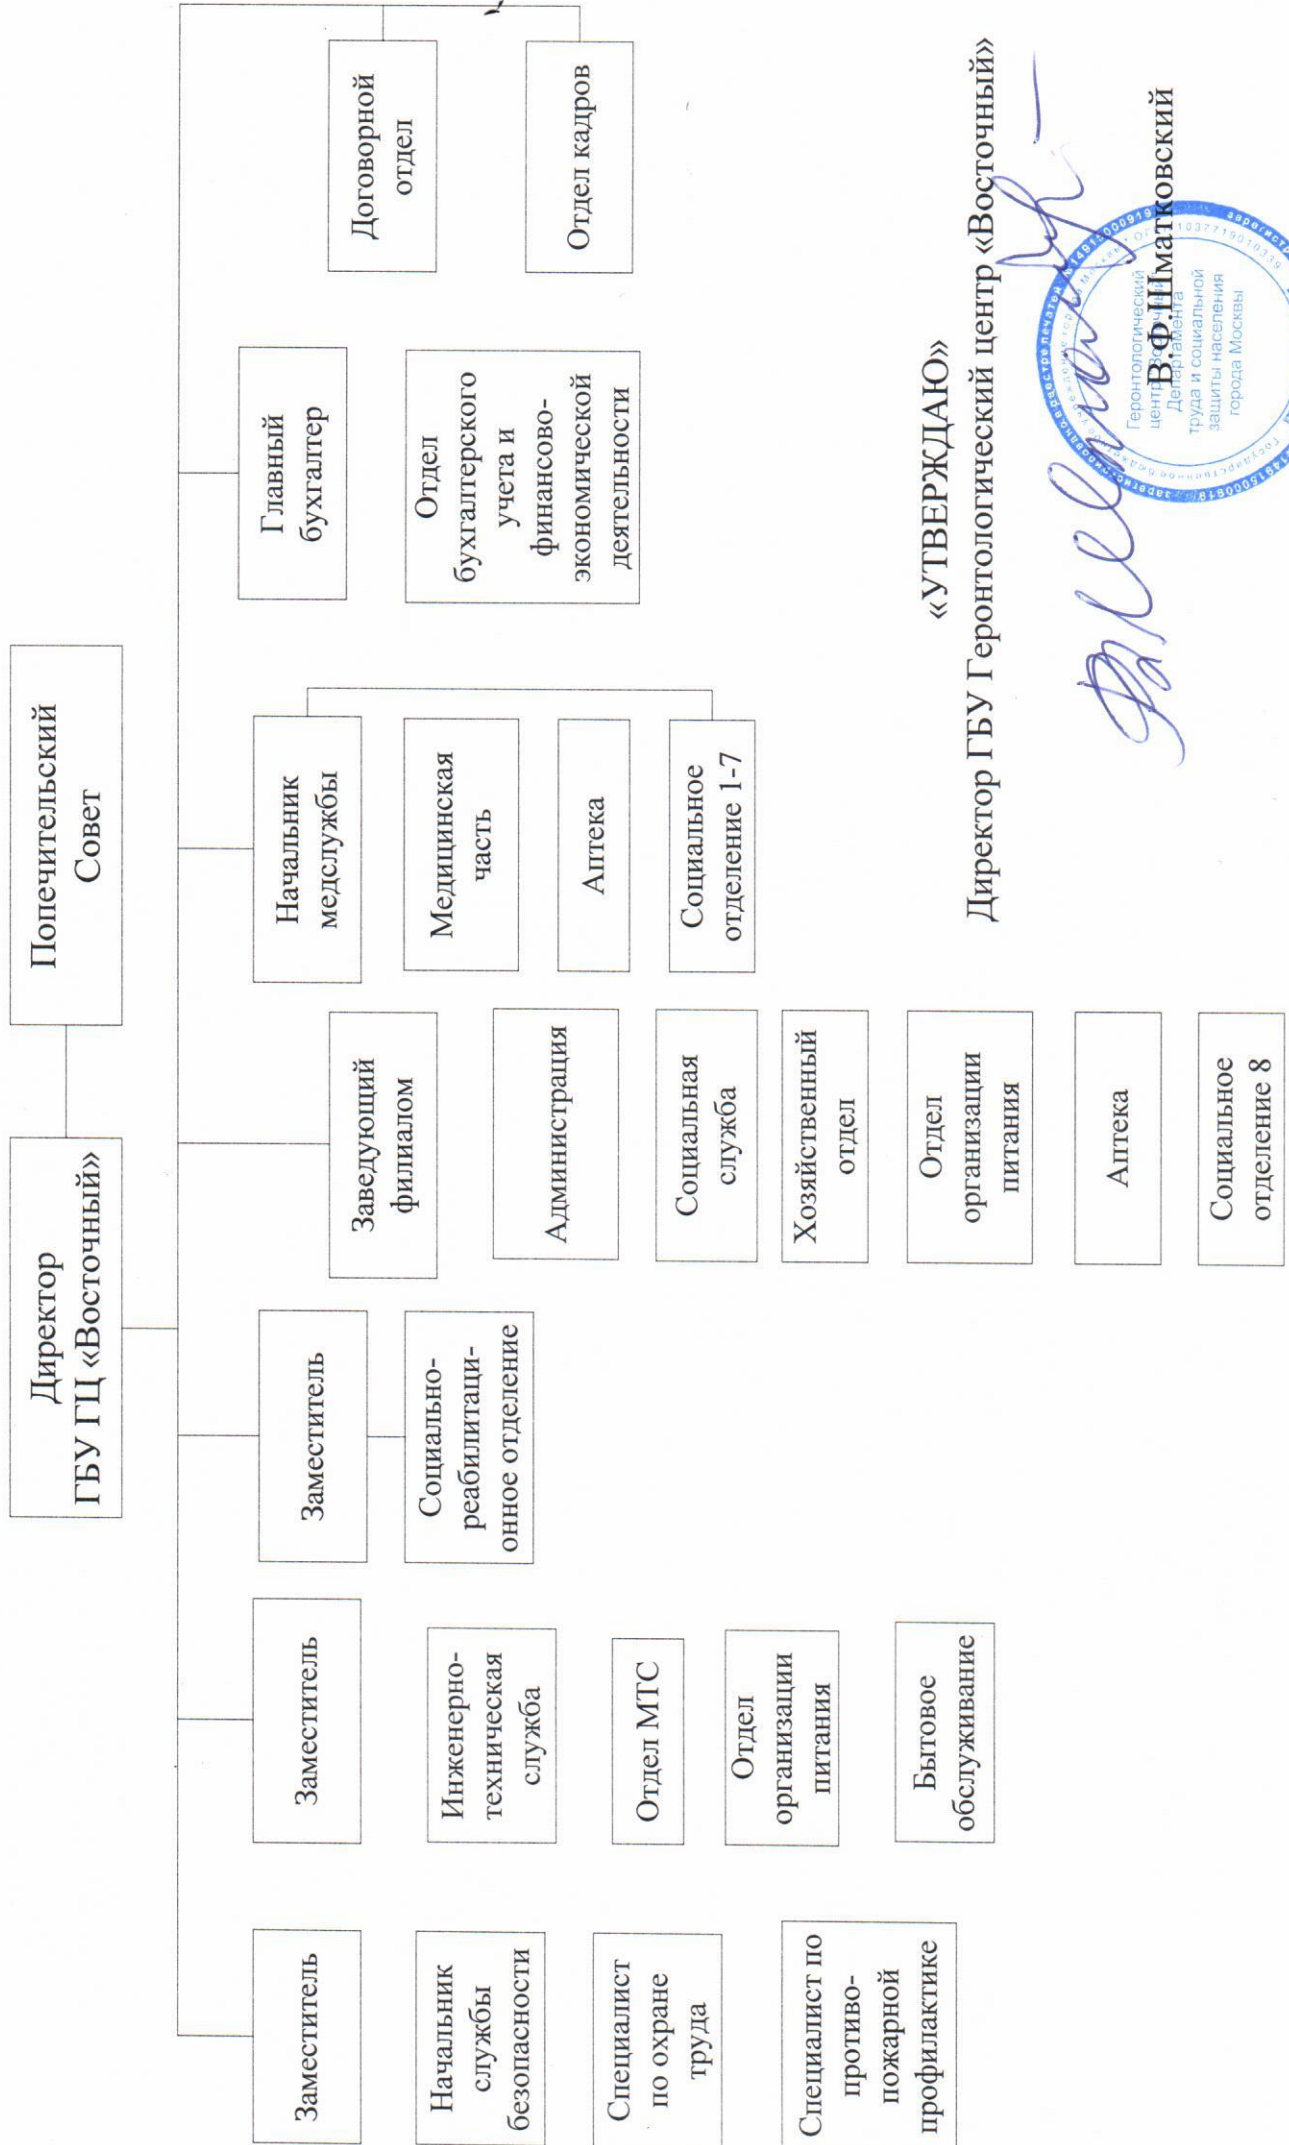 Директор
ГБУ ГЦ «Восточный»
Попечительский
Совет
Заместитель
Начальник
службы
безопасности
Специалист
по охране
труда
Специалист по
противо-
пожарной
профилактике
Заместитель
Инженерно-
техническая
служба
Отдел МТС
Отдел
организации
питания
Бытовое
обслуживание
Заместитель
Социально-
реабилитаци-
онное отделение
Заведующий
филиалом
Администрация
Социальная
служба
Хозяйственный
отдел
Отдел
организации
питания
Аптека
Социальное
отделение 8
Начальник
медслужбы
Медицинская
часть
Аптека
Социальное
отделение 1-7
Главный
бухгалтер
Отдел
бухгалтерского
учета и
финансово-
экономической
деятельности
Договорной
отдел
Отдел кадров
«УТВЕРЖДАЮ»
Директор ГБУ Геронтологический центр «Восточный»
В.Ф.Шматковский
Геронтологический
центр «Восточный»
Департамента
труда и социальной
защиты населения
города Москвы